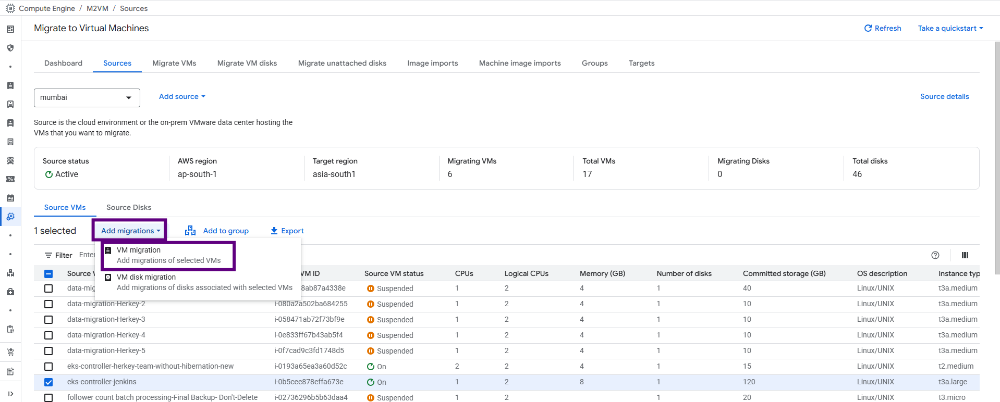 Compute Engine / M2VM / Sources
Migrate to Virtual Machines
Refresh
Take a quickstart
Dashboard Sources Migrate VMs Migrate VM disks Migrate unattached disks Image imports Machine image imports Groups Targets
mumbai
Add source
Source details
Source is the cloud environment or the on-prem VMware data center hosting the
VMs that you want to migrate.
Source status AWS region Target region Migrating VMs Total VMs Migrating Disks Total disks
Active ap-south-1 asia-south1 6 17 0 46
Source VMs Source Disks
1 selected Add migrations Add to group Export
VM migration
Add migrations of selected VMs
Filter Enter
VM disk migration
Add migrations of disks associated with selected VMs
Source V VM ID Source VM status CPUs Logical CPUs Memory (GB) Number of disks Committed storage (GB) OS description Instance typ
data-mig 8ab87a4338e Suspended 1 2 4 1 40 Linux/UNIX t3a.medium
data-migration-Herkey-2 i-080a2a502ba684255 Suspended 1 2 4 1 10 Linux/UNIX t3a.medium
data-migration-Herkey-3 i-058471ab72f73bf9e Suspended 1 2 4 1 10 Linux/UNIX t3a.medium
data-migration-Herkey-4 i-0e833ff67b43ab5f4 Suspended 1 2 4 1 10 Linux/UNIX t3a.medium
data-migration-Herkey-5 i-0f7cad9c3fd1748d5 Suspended 1 2 4 1 10 Linux/UNIX t3a.medium
eks-controller-herkey-team-without-hibernation-new i-0193a65ea3a60d52c On 2 2 4 1 15 Linux/UNIX t2.medium
eks-controller-jenkins i-0b5cee878effa673e On 1 2 8 1 120 Linux/UNIX t3a.large
follower count batch processing-Final Backup- Don't-Delete i-02736296b5b63daa4 Suspended 1 2 1 20 Linux/UNIX t3.micro